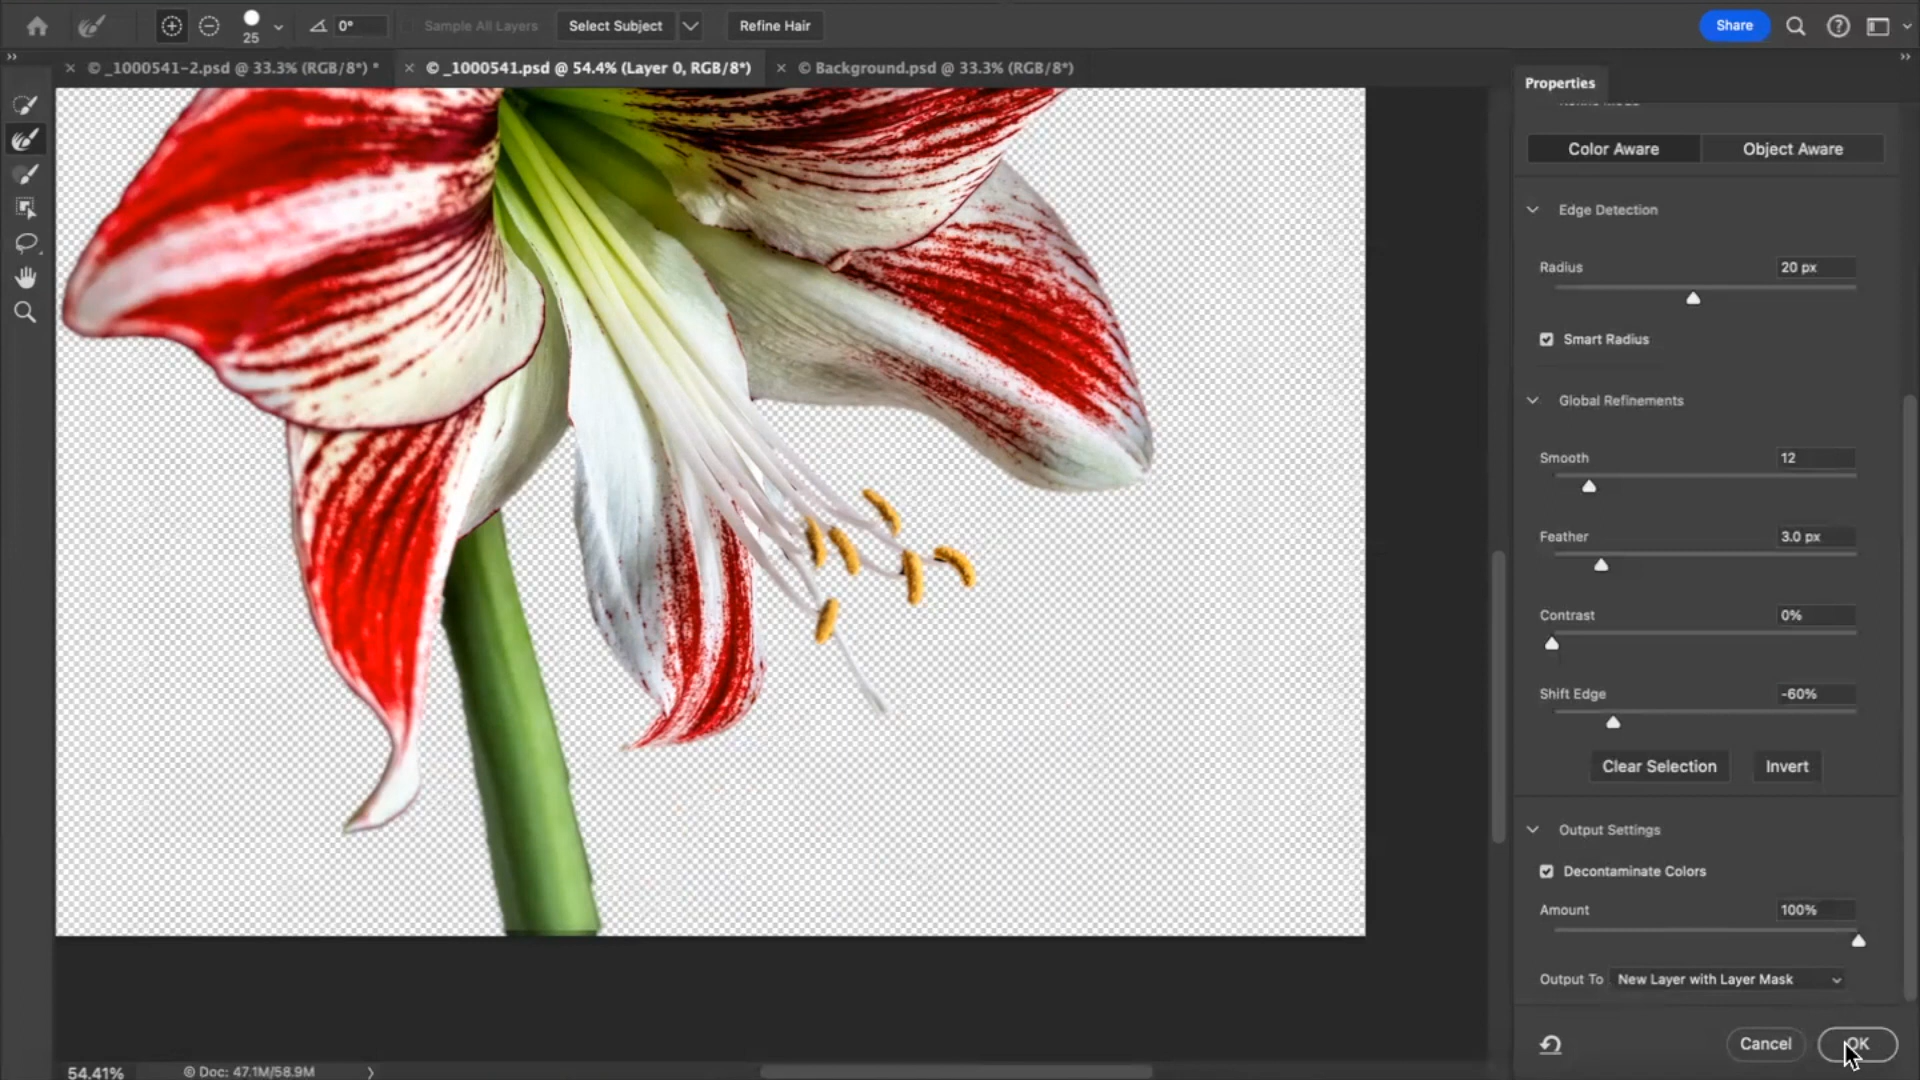 25
0°
Sample All Layers
Select Subject
Refine Hair
Share
© _1000541-2.psd @ 33.3% (RGB/8*) *
© _1000541.psd @ 54.4% (Layer 0, RGB/8*)
© Background.psd @ 33.3% (RGB/8*)
Properties
Color Aware
Object Aware
Edge Detection
Radius 20 px
Smart Radius
Global Refinements
Smooth 12
Feather 3.0 px
Contrast 0%
Shift Edge -60%
Clear Selection
Invert
Output Settings
Decontaminate Colors
Amount 100%
Output To New Layer with Layer Mask
Cancel
OK
54.41%
© Doc: 47.1M/58.9M